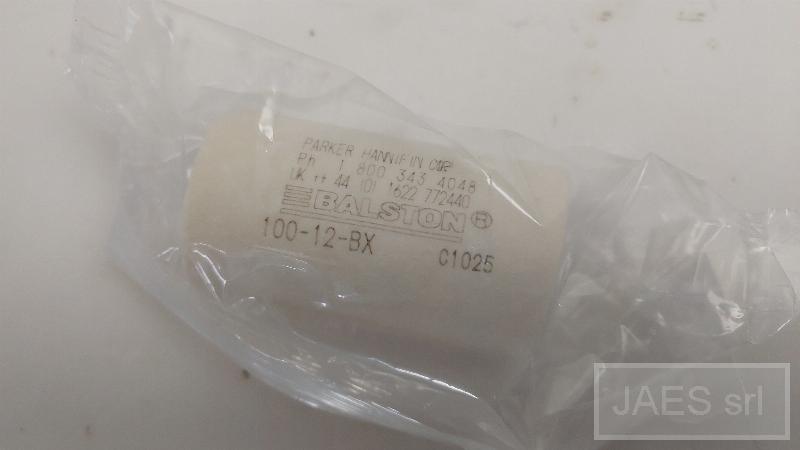 PARKER HANNIFIN CORP
Ph 1 800 343 4048
UK ++ 44 (0) 1622 772440
BALSTON®
100-12-BX C1025
JAES srl